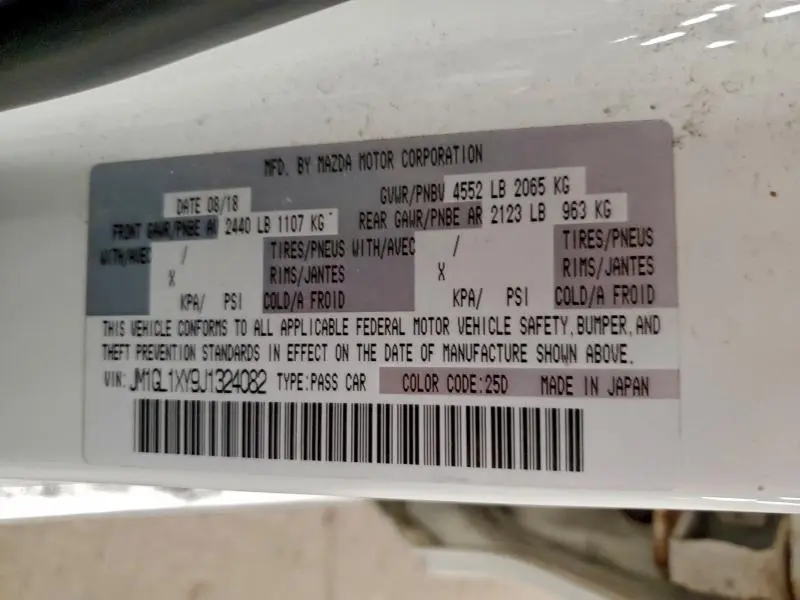 MFD. BY MAZDA MOTOR CORPORATION
DATE 08/18 GVWR/PNBV 4552 LB 2065 KG
FRONT GAWR/PNBE AV 2440 LB 1107 KG REAR GAWR/PNBE AR 2123 LB 963 KG
WITH/AVEC / TIRES/PNEUS WITH/AVEC / TIRES/PNEUS
X RIMS/JANTES X RIMS/JANTES
KPA/ PSI COLD/A FROID KPA/ PSI COLD/A FROID
THIS VEHICLE CONFORMS TO ALL APPLICABLE FEDERAL MOTOR VEHICLE SAFETY, BUMPER, AND
THEFT PREVENTION STANDARDS IN EFFECT ON THE DATE OF MANUFACTURE SHOWN ABOVE.
VIN: JM1GL1XY9J1324082 TYPE:PASS CAR COLOR CODE:25D MADE IN JAPAN